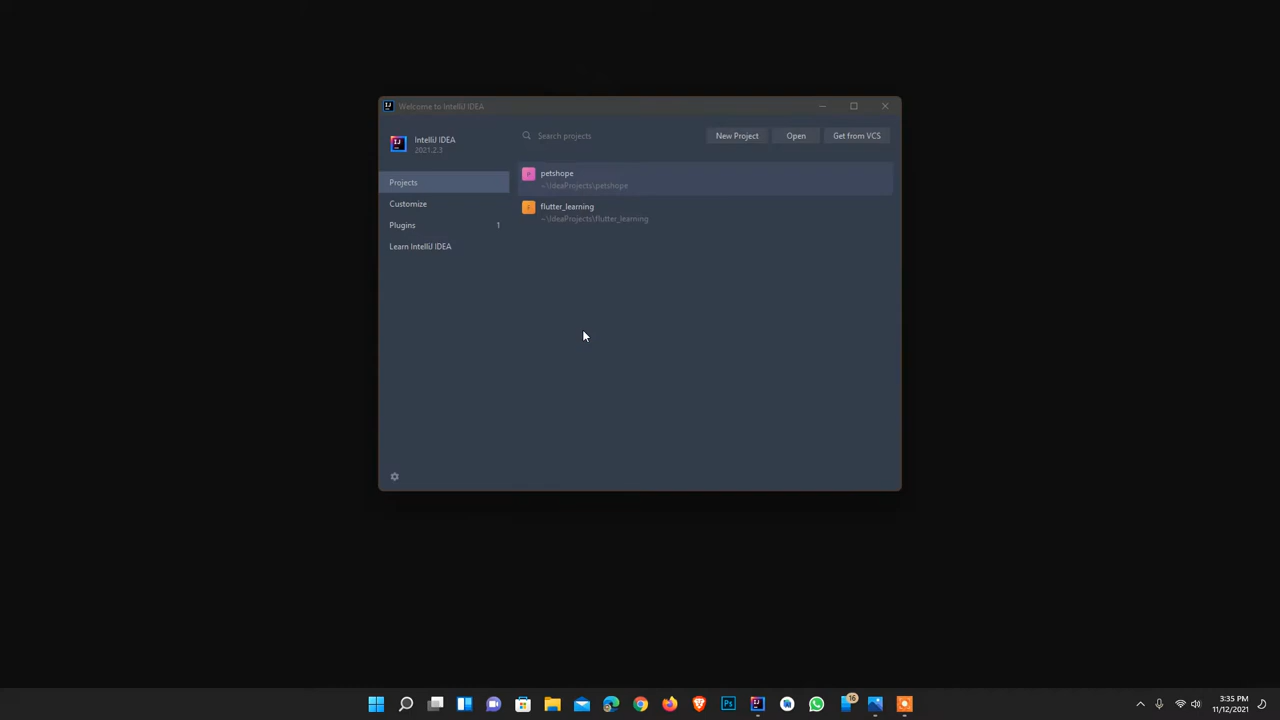 Welcome to IntelliJ IDEA
IntelliJ IDEA
2021.2.3
Search projects
New Project
Open
Get from VCS
Projects
Customize
Plugins 1
Learn IntelliJ IDEA
petshope
~\IdeaProjects\petshope
flutter_learning
~\IdeaProjects\flutter_learning
16
3:35 PM
11/12/2021